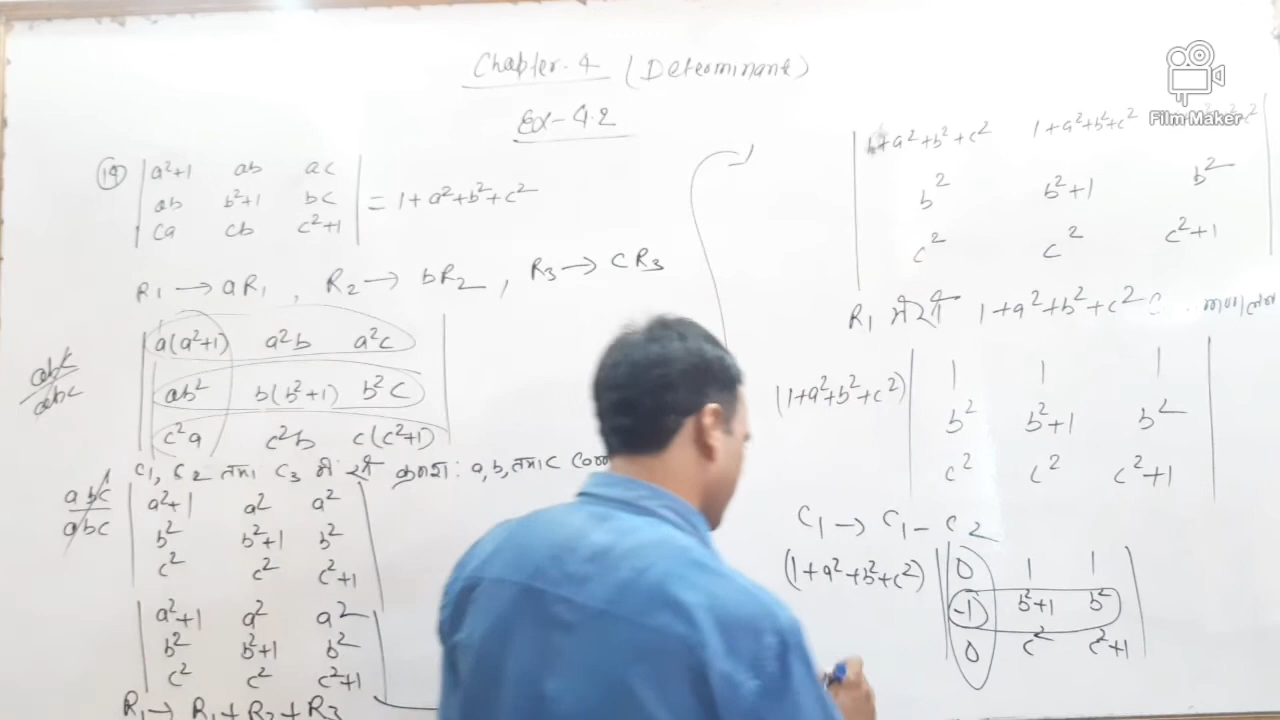 Chapter-4 (Determinant)
Ex-4.2
(14) | a²+1 ab ac |
| ab b²+1 bc | = 1+a²+b²+c²
| ca cb c²+1 |
R₁ → aR₁ , R₂ → bR₂ , R₃ → cR₃
| a(a²+1) a²b a²c |
abc/abc | ab² b(b²+1) b²c |
| c²a c²b c(c²+1) |
C₁, C₂ तथा C₃ में से क्रमशः a, b, तथा c
abc/abc | a²+1 a² a² |
| b² b²+1 b² |
| c² c² c²+1 |
| a²+1 a² a² |
| b² b²+1 b² |
| c² c² c²+1 |
R₁ → R₁+R₂+R₃
| 1+a²+b²+c² 1+a²+b²+c²
| b² b²+1 b² |
| c² c² c²+1 |
R₁ में से 1+a²+b²+c²
| 1 1 1 |
(1+a²+b²+c²) | b² b²+1 b² |
| c² c² c²+1 |
C₁ → C₁ - C₂
(1+a²+b²+c²) | 0 1 1 |
| -1 b²+1 b² |
| 0 c² c²+1 |
Film Maker